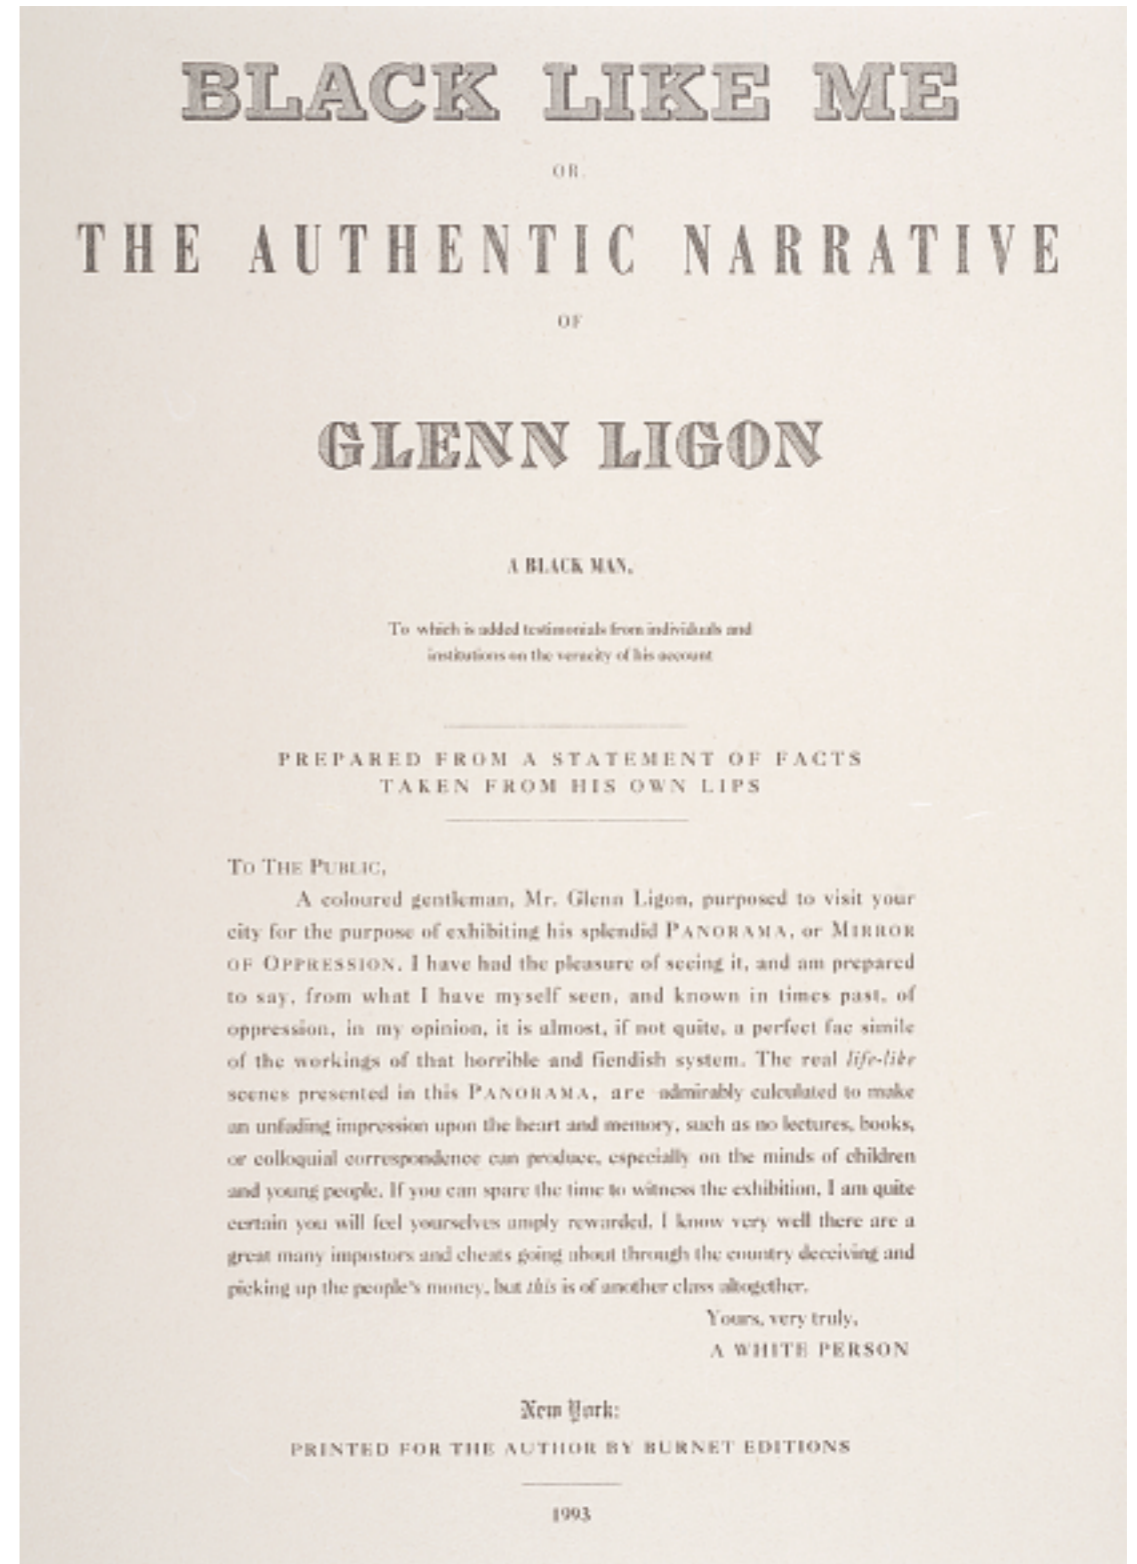 BLACK LIKE ME
OR,
THE AUTHENTIC NARRATIVE
OF
GLENN LIGON
A BLACK MAN,
To which is added testimonials from individuals and
institutions on the veracity of his account
PREPARED FROM A STATEMENT OF FACTS
TAKEN FROM HIS OWN LIPS
TO THE PUBLIC,
A coloured gentleman, Mr. Glenn Ligon, purposed to visit your
city for the purpose of exhibiting his splendid PANORAMA, or MIRROR
OF OPPRESSION. I have had the pleasure of seeing it, and am prepared
to say, from what I have myself seen, and known in times past, of
oppression, in my opinion, it is almost, if not quite, a perfect fac simile
of the workings of that horrible and fiendish system. The real life-like
scenes presented in this PANORAMA, are admirably calculated to make
an unfading impression upon the heart and memory, such as no lectures, books,
or colloquial correspondence can produce, especially on the minds of children
and young people. If you can spare the time to witness the exhibition, I am quite
certain you will feel yourselves amply rewarded. I know very well there are a
great many impostors and cheats going about through the country deceiving and
picking up the people's money, but this is of another class altogether.
Yours, very truly,
A WHITE PERSON
New York:
PRINTED FOR THE AUTHOR BY BURNET EDITIONS
1993